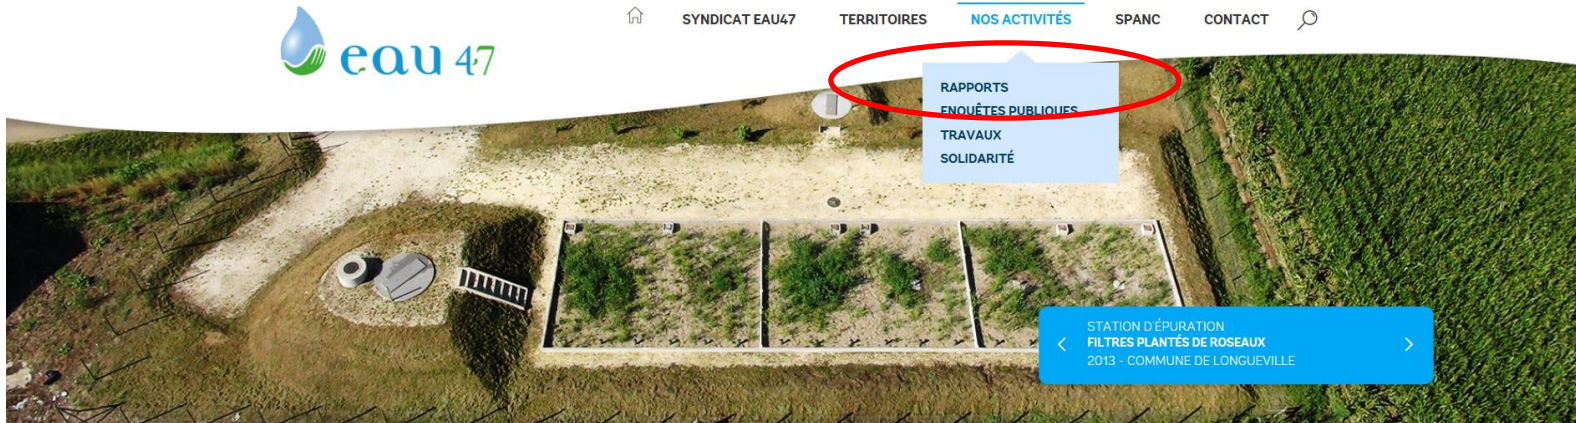 eau 47
SYNDICAT EAU47 TERRITOIRES NOS ACTIVITÉS SPANC CONTACT
RAPPORTS
ENQUÊTES PUBLIQUES
TRAVAUX
SOLIDARITÉ
STATION D'ÉPURATION
FILTRES PLANTÉS DE ROSEAUX
2013 - COMMUNE DE LONGUEVILLE